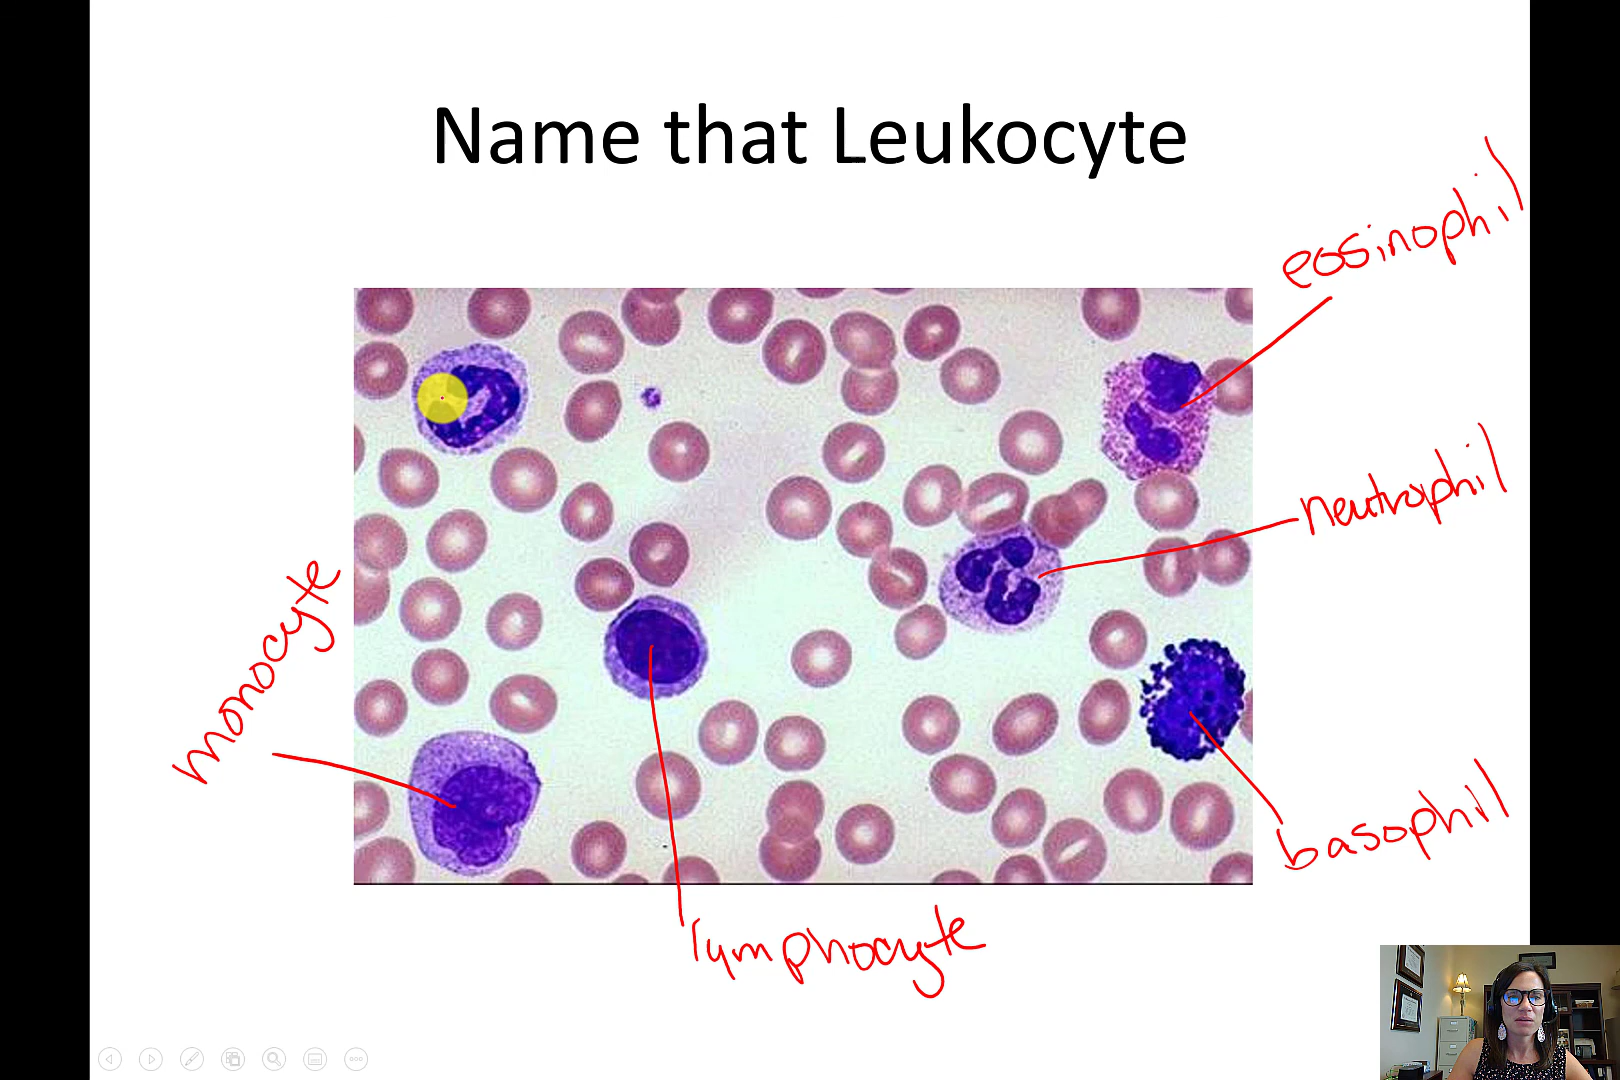 Name that Leukocyte
eosinophil
neutrophil
monocyte
basophil
lymphocyte